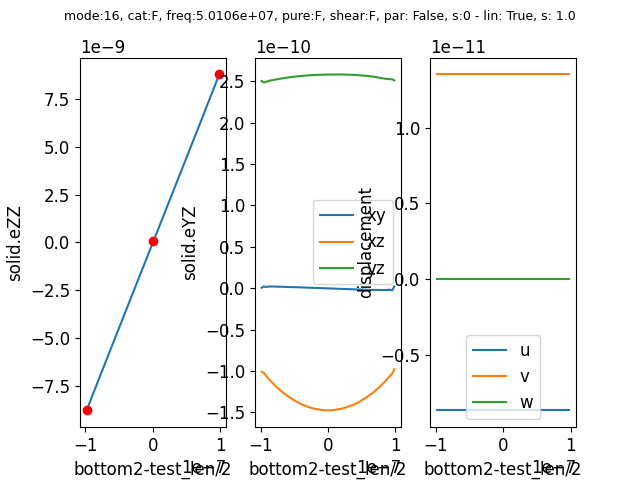 mode:16, cat:F, freq:5.0106e+07, pure:F, shear:F, par: False, s:0 - lin: True, s: 1.0
1e−9
1e−10
1e−11
solid.eZZ
7.5
5.0
2.5
0.0
−2.5
−5.0
−7.5
−1
0
1
1e−7
bottom2-test_len/2
solid.eYZ
2.5
2.0
1.5
1.0
0.5
0.0
−0.5
−1.0
−1.5
xy
xz
yz
−1
0
1
1e−7
bottom2-test_len/2
displacement
1.0
0.5
0.0
−0.5
u
v
w
−1
0
1
1e−7
bottom2-test_len/2